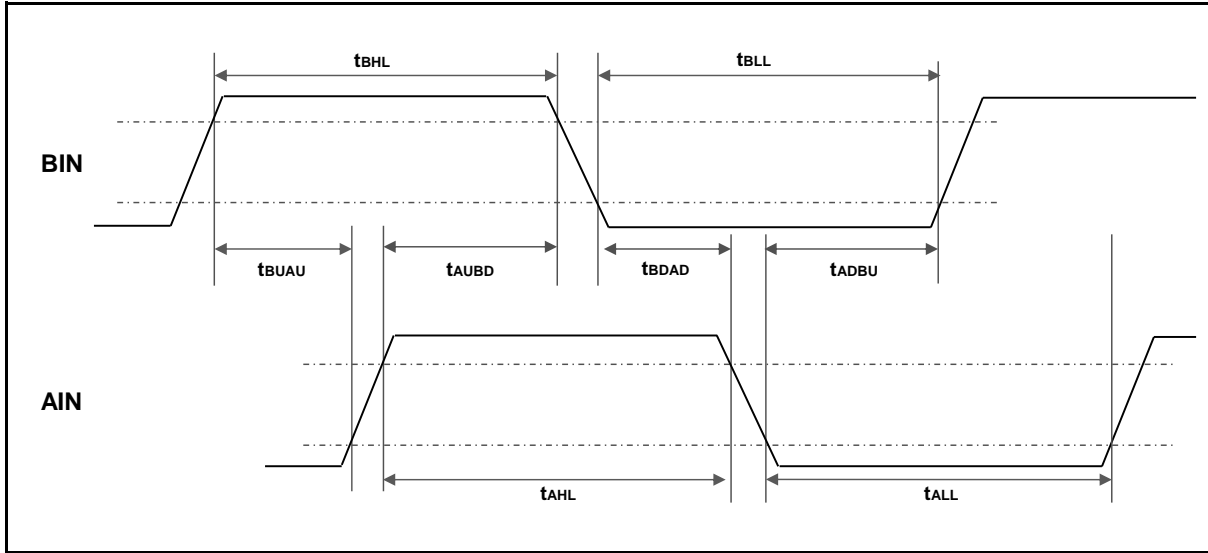 tBHL
tBLL
BIN
tBUAU
tAUBD
tBDAD
tADBU
AIN
tAHL
tALL